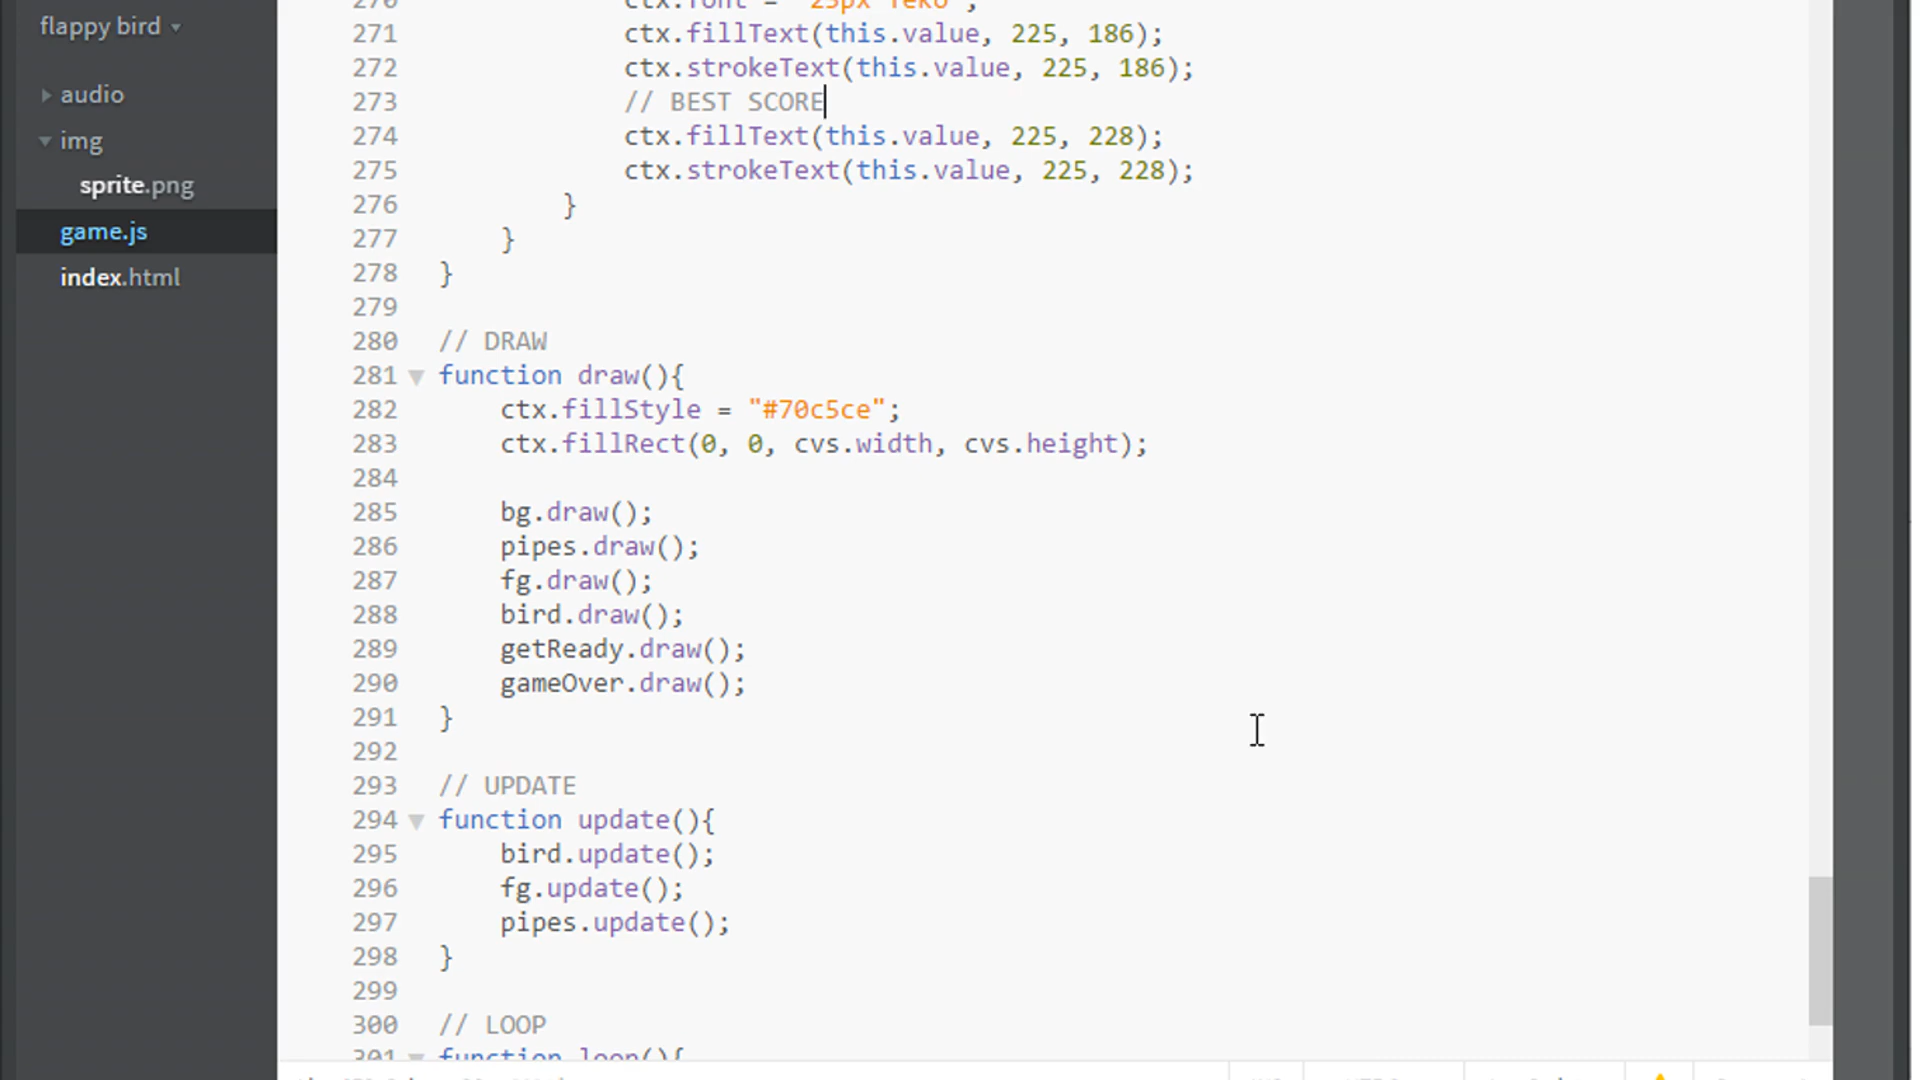 flappy bird
audio
img
sprite.png
game.js
index.html
270 ctx.font = "25px Teko";
271 ctx.fillText(this.value, 225, 186);
272 ctx.strokeText(this.value, 225, 186);
273 // BEST SCORE
274 ctx.fillText(this.value, 225, 228);
275 ctx.strokeText(this.value, 225, 228);
276 }
277 }
278 }
279
280 // DRAW
281 function draw(){
282 ctx.fillStyle = "#70c5ce";
283 ctx.fillRect(0, 0, cvs.width, cvs.height);
284
285 bg.draw();
286 pipes.draw();
287 fg.draw();
288 bird.draw();
289 getReady.draw();
290 gameOver.draw();
291 }
292
293 // UPDATE
294 function update(){
295 bird.update();
296 fg.update();
297 pipes.update();
298 }
299
300 // LOOP
301 function loop(){